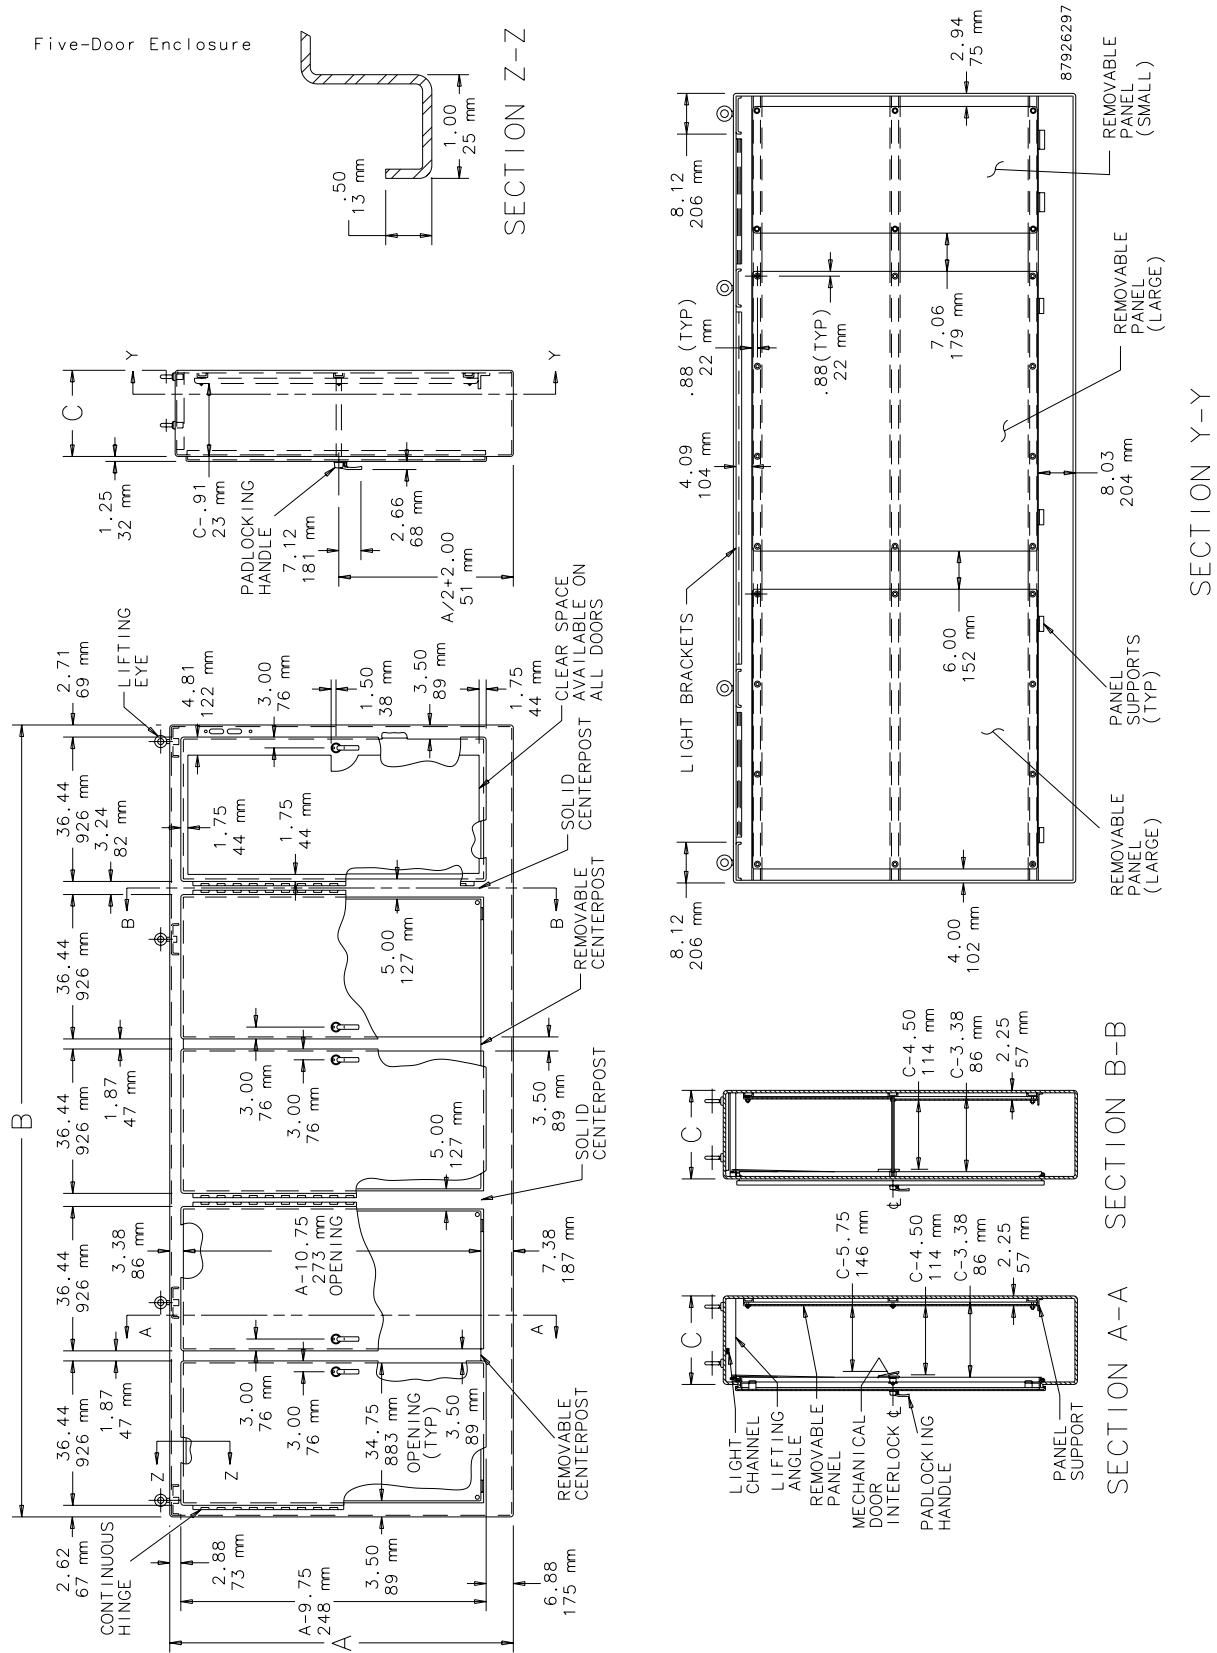 Five-Door Enclosure
.50
13 mm
1.00
25 mm
SECTION Z-Z
Y
Y
C
1.25
32 mm
C-.91
23 mm
PADLOCKING
HANDLE
7.12
181 mm
2.66
68 mm
A/2+2.00
51 mm
B
2.62
67 mm
36.44
926 mm
1.87
47 mm
36.44
926 mm
3.38
86 mm
36.44
926 mm
1.87
47 mm
36.44
926 mm
3.24
82 mm
36.44
926 mm
2.71
69 mm
LIFTING
EYE
4.81
122 mm
3.00
76 mm
1.50
38 mm
3.50
89 mm
1.75
44 mm
CLEAR SPACE
AVAILABLE ON
ALL DOORS
1.75
44 mm
1.75
44 mm
SOLID
CENTERPOST
B
B
5.00
127 mm
REMOVABLE
CENTERPOST
3.00
76 mm
3.00
76 mm
3.50
89 mm
5.00
127 mm
SOLID
CENTERPOST
A-10.75
273 mm
OPENING
7.38
187 mm
A
A
3.00
76 mm
3.00
76 mm
34.75
883 mm
OPENING
(TYP)
3.50
89 mm
REMOVABLE
CENTERPOST
Z
Z
CONTINUOUS
HINGE
2.88
73 mm
A-9.75
248 mm
3.50
89 mm
6.88
175 mm
A
2.94
75 mm
87926297
8.12
206 mm
.88(TYP)
22 mm
.88(TYP)
22 mm
7.06
179 mm
4.09
104 mm
8.03
204 mm
LIGHT BRACKETS
6.00
152 mm
8.12
206 mm
4.00
102 mm
REMOVABLE
PANEL
(SMALL)
REMOVABLE
PANEL
(LARGE)
PANEL
SUPPORTS
(TYP)
REMOVABLE
PANEL
(LARGE)
SECTION Y-Y
C
C-4.50
114 mm
C-3.38
86 mm
2.25
57 mm
℄
SECTION B-B
C
C-5.75
146 mm
C-4.50
114 mm
C-3.38
86 mm
2.25
57 mm
LIGHT
CHANNEL
LIFTING
ANGLE
REMOVABLE
PANEL
MECHANICAL
DOOR
INTERLOCK
℄
PADLOCKING
HANDLE
PANEL
SUPPORT
SECTION A-A